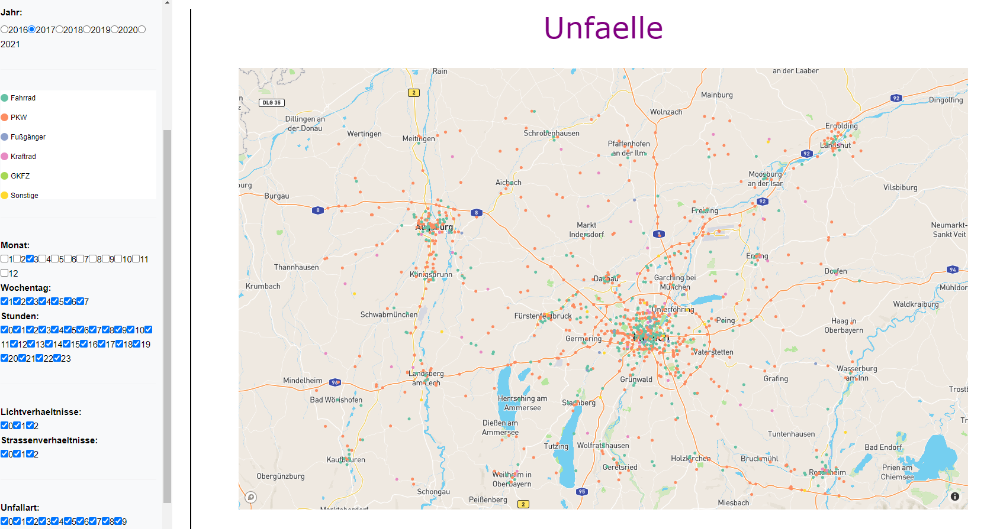 Jahr:
2016 2017 2018 2019 2020
2021
Fahrrad
PKW
Fußgänger
Kraftrad
GKFZ
Sonstige
Monat:
1 2 3 4 5 6 7 8 9 10 11
12
Wochentag:
1 2 3 4 5 6 7
Stunden:
0 1 2 3 4 5 6 7 8 9 10
11 12 13 14 15 16 17 18 19
20 21 22 23
Lichtverhaeltnisse:
0 1 2
Strassenverhaeltnisse:
0 1 2
Unfallart:
0 1 2 3 4 5 6 7 8 9
Unfaelle
Rain
an der Laaber
2
Mainburg
92
Dingolfing
DLG 35
Wolnzach
Dillingen an
der Donau
Ergolding
Wertingen
Meitingen
Schrobenhausen
Pfaffenhofen
an der Ilm
Landshut
92
Moosburg
an der Isar
Aichach
burg
Burgau
Vilsbiburg
92
8
8
Freising
Augsburg
Markt
Indersdorf
9
Neumarkt-
Sankt Veit
Erding
Thannhausen
Königsbrunn
Dachau
Garching bei
München
Dorfen
94
Krumbach
Mühldor
Schwabmünchen
Fürstenfeldbruck
Unterföhring
Waldkraiburg
Poing
Haag in
Oberbayern
Germering
Munich
Vaterstetten
Landsberg
am Lech
Mindelheim
96
Grünwald
Grafing
Wasserburg
am Inn
Bad Wörishofen
Herrsching am
Ammersee
Starnberg
Trostb
Dießen am
Ammersee
Tutzing
Wolfratshausen
Tuntenhausen
Tr
Bad Endorf
Kaufbeuren
Geretsried
Holzkirchen
Bruckmühl
Prien am
Chiemsee
Rosenheim
Obergünzburg
Weilheim in
Oberbayern
Schongau
95
Peißenberg
2
Miesbach
Marktoberdorf